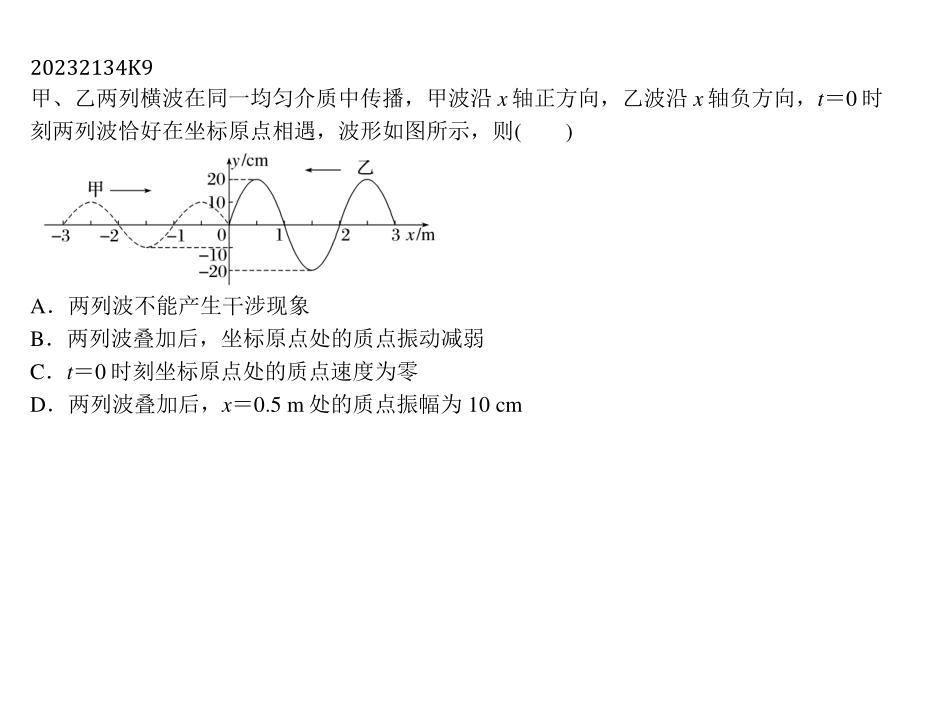 20232134K9
甲、乙两列横波在同一均匀介质中传播，甲波沿 x 轴正方向，乙波沿 x 轴负方向，t＝0 时
刻两列波恰好在坐标原点相遇，波形如图所示，则(　　)
y/cm
乙
20
甲
10
-3 -2 -1 0 1 2 3 x/m
-10
-20
A．两列波不能产生干涉现象
B．两列波叠加后，坐标原点处的质点振动减弱
C．t＝0 时刻坐标原点处的质点速度为零
D．两列波叠加后，x＝0.5 m 处的质点振幅为 10 cm